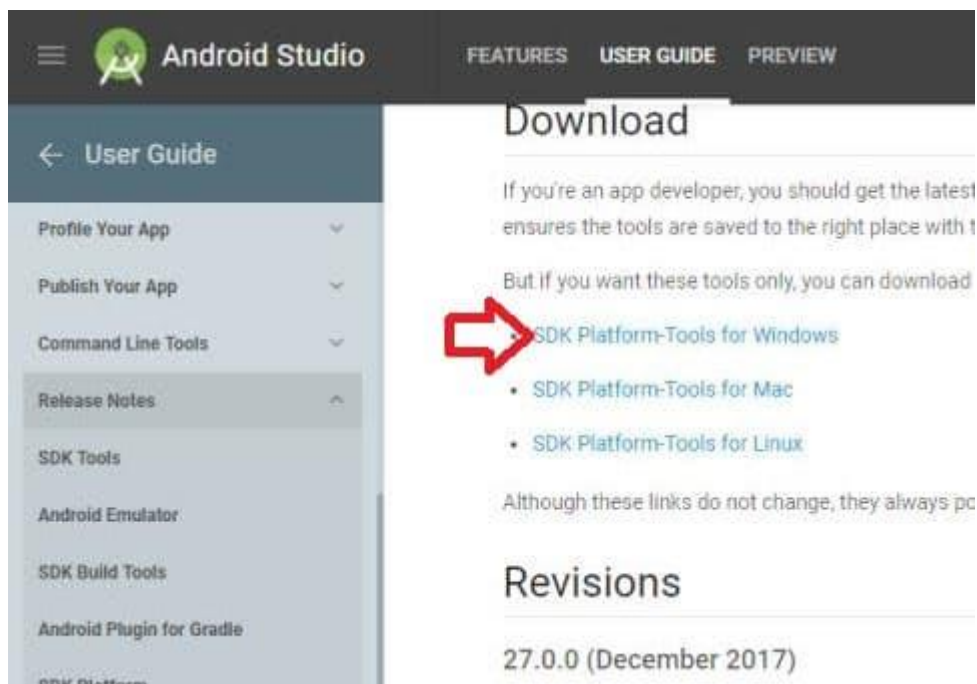 Android Studio
FEATURES USER GUIDE PREVIEW
User Guide
Profile Your App
Publish Your App
Command Line Tools
Release Notes
SDK Tools
Android Emulator
SDK Build Tools
Android Plugin for Gradle
SDK Platform
Download
If you're an app developer, you should get the latest
ensures the tools are saved to the right place with
But if you want these tools only, you can download
SDK Platform-Tools for Windows
SDK Platform-Tools for Mac
SDK Platform-Tools for Linux
Although these links do not change, they always
Revisions
27.0.0 (December 2017)